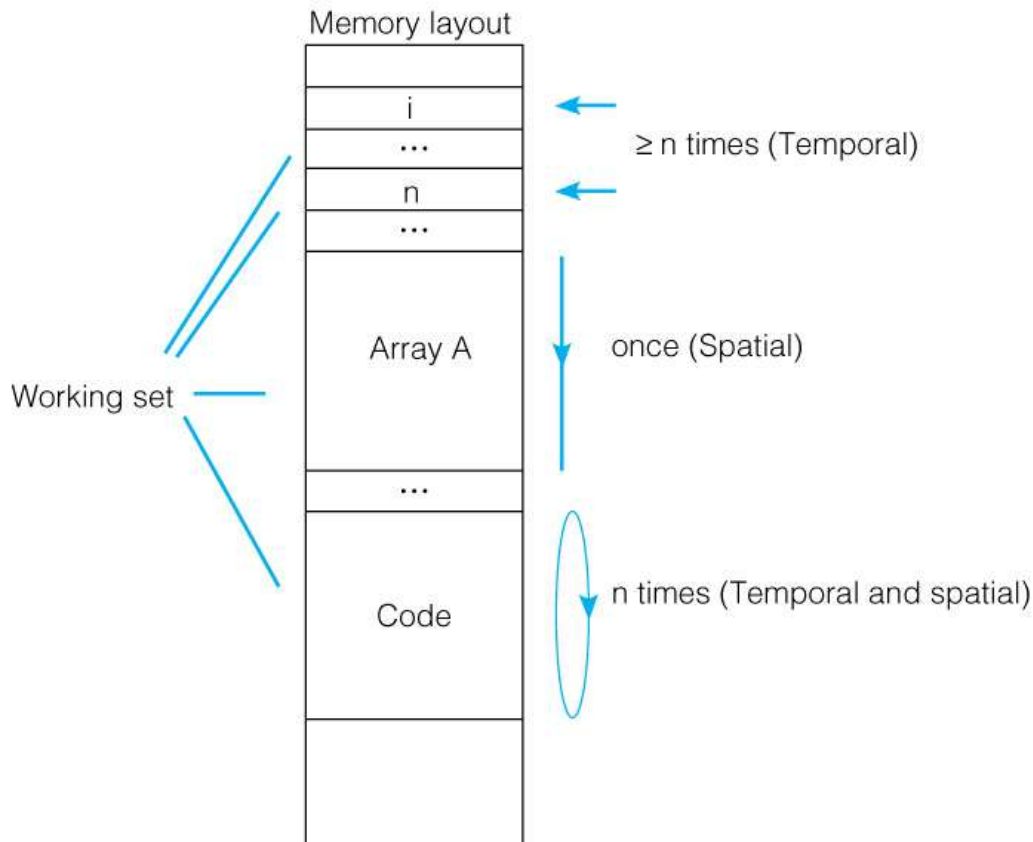 Memory layout
i
...
≥ n times (Temporal)
n
...
Array A
once (Spatial)
Working set
...
n times (Temporal and spatial)
Code